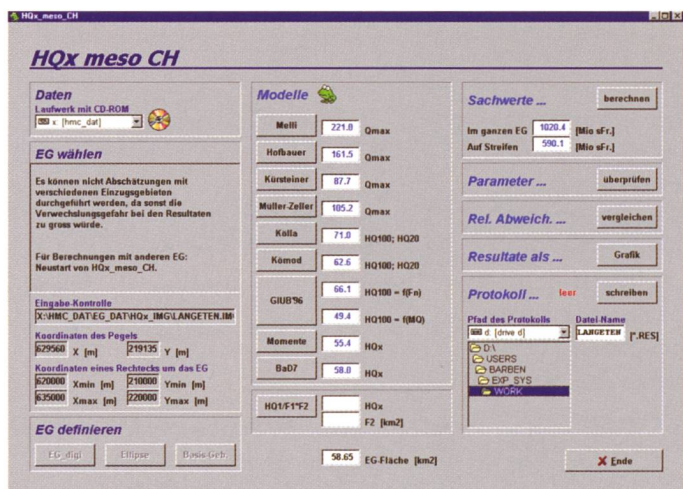 HQx_meso_CH
HQx meso CH
Daten
Laufwerk mit CD-ROM
x: [hmc_dat]
EG wählen
Es können nicht Abschätzungen mit
verschiedenen Einzugsgebieten
durchgeführt werden, da sonst die
Verwechslungsgefahr bei den Resultaten
zu gross würde.
Für Berechnungen mit anderen EG:
Neustart von HQx_meso_CH.
Eingabe-Kontrolle
X:\HMC_DAT\EG_DAT\HQx_IMG\LANGETEN.IM
Koordinaten des Pegels
629560 X [m] 219135 Y [m]
Koordinaten eines Rechtecks um das EG
620000 Xmin [m] 210000 Ymin [m]
635000 Xmax [m] 220000 Ymax [m]
EG definieren
EG_digi Ellipse Basis-Geb.
Modelle
Melli 221.0 Qmax
Hofbauer 161.5 Qmax
Kürsteiner 87.7 Qmax
Müller-Zeller 105.2 Qmax
Kölla 71.0 HQ100; HQ20
Kömod 62.6 HQ100; HQ20
GIUB'96 66.1 HQ100 = f(Fn)
49.4 HQ100 = f(MQ)
Momente 55.4 HQx
BaD7 58.0 HQx
HQ1/F1*F2 HQx
F2 [km2]
58.65 EG-Fläche [km2]
Sachwerte ... berechnen
Im ganzen EG 1020.4 [Mio sFr.]
Auf Streifen 590.1 [Mio sFr.]
Parameter ... überprüfen
Rel. Abweich. ... vergleichen
Resultate als ... Grafik
Protokoll ... leer schreiben
Pfad des Protokolls Datei-Name
d: [drive d] LANGETEN [*.RES]
D:\
USERS
BARBEN
EXP_SYS
WORK
Ende